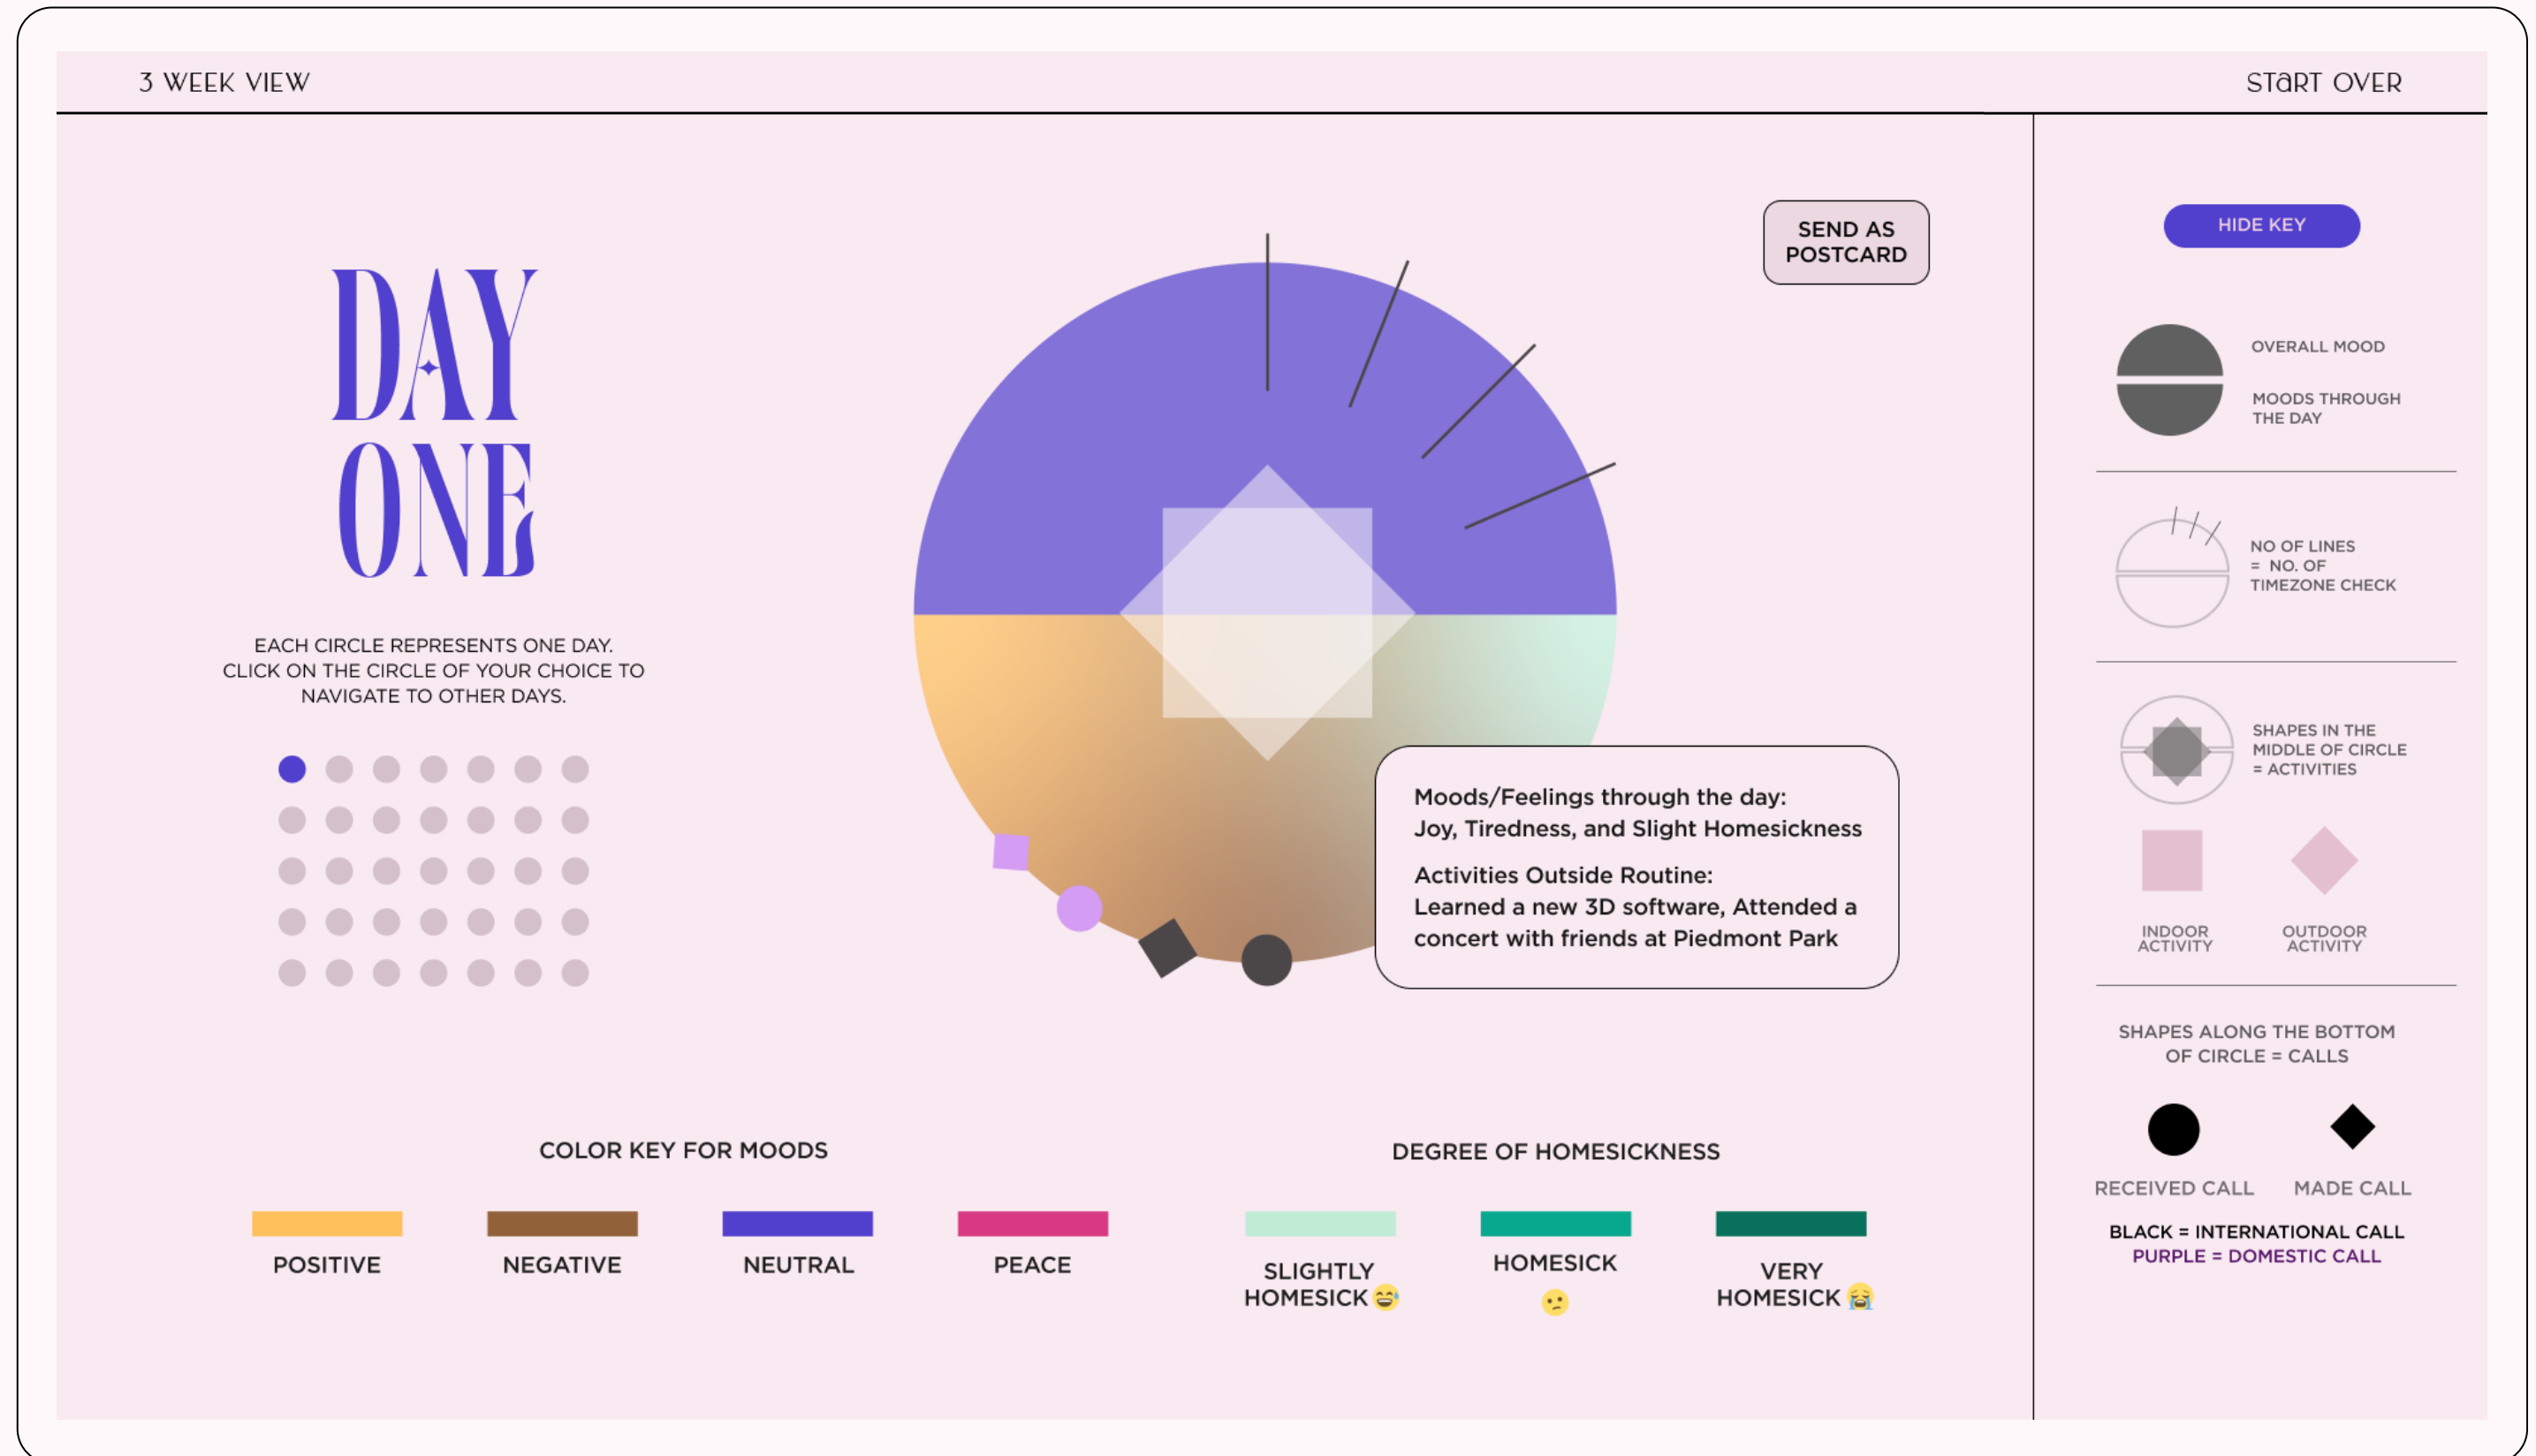 3 WEEK VIEW
START OVER
DAY
ONE
EACH CIRCLE REPRESENTS ONE DAY.
CLICK ON THE CIRCLE OF YOUR CHOICE TO
NAVIGATE TO OTHER DAYS.
SEND AS
POSTCARD
Moods/Feelings through the day:
Joy, Tiredness, and Slight Homesickness
Activities Outside Routine:
Learned a new 3D software, Attended a
concert with friends at Piedmont Park
COLOR KEY FOR MOODS
POSITIVE
NEGATIVE
NEUTRAL
PEACE
DEGREE OF HOMESICKNESS
SLIGHTLY
HOMESICK 😅
HOMESICK
🫤
VERY
HOMESICK 😭
HIDE KEY
OVERALL MOOD
MOODS THROUGH
THE DAY
NO OF LINES
= NO. OF
TIMEZONE CHECK
SHAPES IN THE
MIDDLE OF CIRCLE
= ACTIVITIES
INDOOR
ACTIVITY
OUTDOOR
ACTIVITY
SHAPES ALONG THE BOTTOM
OF CIRCLE = CALLS
RECEIVED CALL
MADE CALL
BLACK = INTERNATIONAL CALL
PURPLE = DOMESTIC CALL